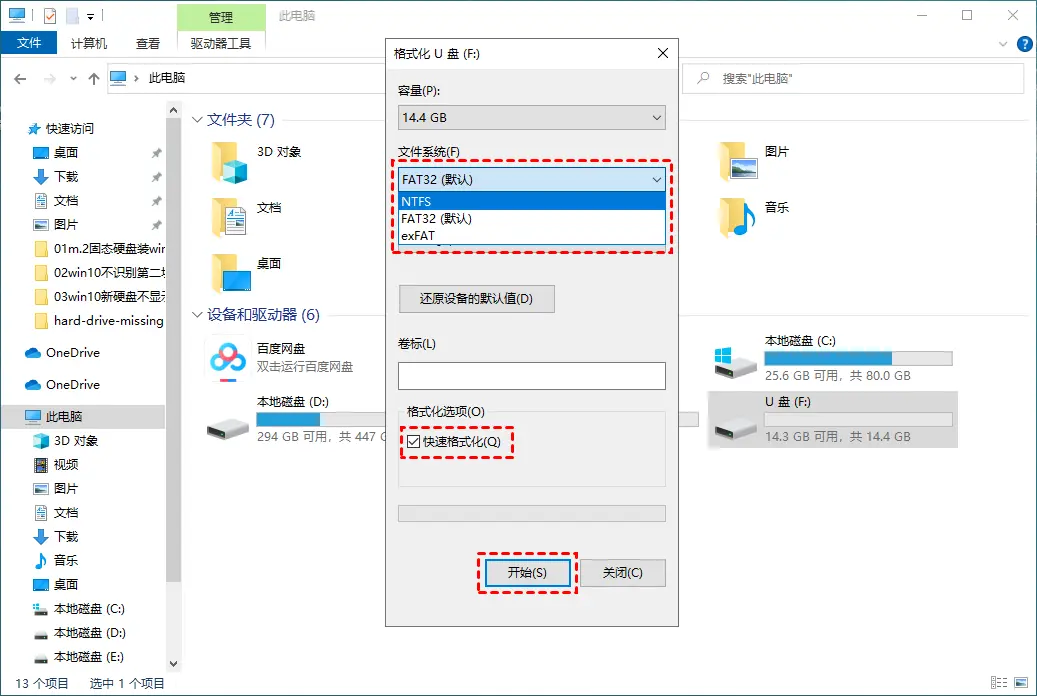 管理
此电脑
文件
计算机
查看
驱动器工具
此电脑
搜索"此电脑"
快速访问
桌面
下载
文档
图片
01m.2固态硬盘装wir
02win10不识别第二块
03win10新硬盘不显示
hard-drive-missing
OneDrive
OneDrive
此电脑
3D 对象
视频
图片
文档
下载
音乐
桌面
本地磁盘 (C:)
本地磁盘 (D:)
本地磁盘 (E:)
文件夹 (7)
3D 对象
文档
桌面
图片
音乐
设备和驱动器 (6)
百度网盘
双击运行百度网盘
本地磁盘 (D:)
294 GB 可用，共 447 G
本地磁盘 (C:)
25.6 GB 可用，共 80.0 GB
U 盘 (F:)
14.3 GB 可用，共 14.4 GB
格式化 U 盘 (F:)
容量(P):
14.4 GB
文件系统(F)
FAT32 (默认)
NTFS
FAT32 (默认)
exFAT
还原设备的默认值(D)
卷标(L)
格式化选项(O)
快速格式化(Q)
开始(S)
关闭(C)
13 个项目
选中 1 个项目